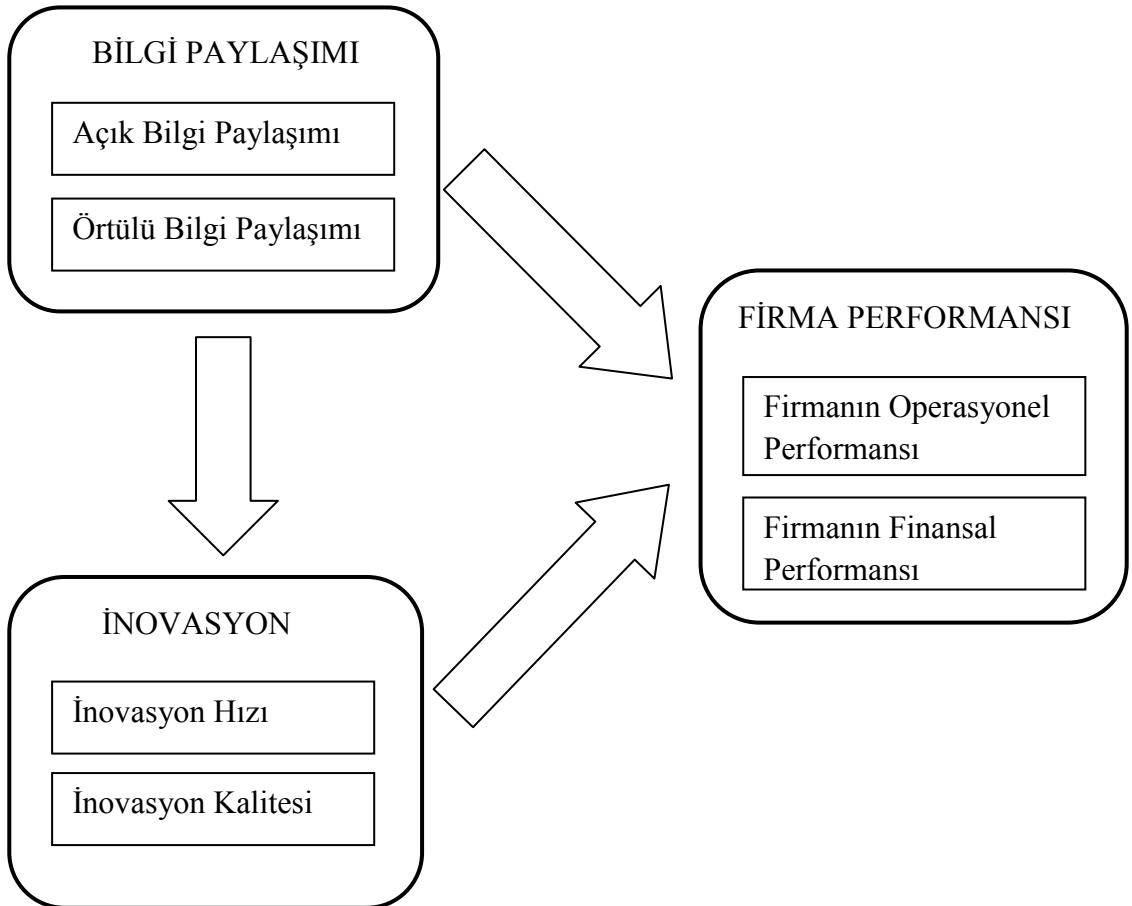 BİLGİ PAYLAŞIMI
Açık Bilgi Paylaşımı
Örtülü Bilgi Paylaşımı
FİRMA PERFORMANSI
Firmanın Operasyonel
Performansı
Firmanın Finansal
Performansı
İNOVASYON
İnovasyon Hızı
İnovasyon Kalitesi